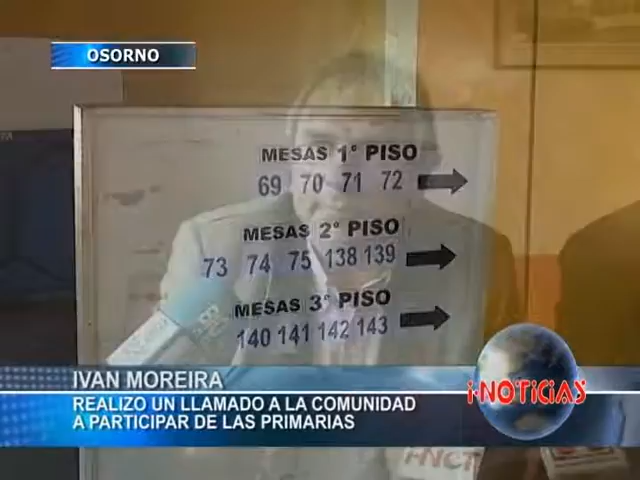 OSORNO
MESAS 1° PISO
69 70 71 72
MESAS 2° PISO
73 74 75 138 139
MESAS 3° PISO
140 141 142 143
IVAN MOREIRA
REALIZO UN LLAMADO A LA COMUNIDAD
A PARTICIPAR DE LAS PRIMARIAS
i-NOTICIAS